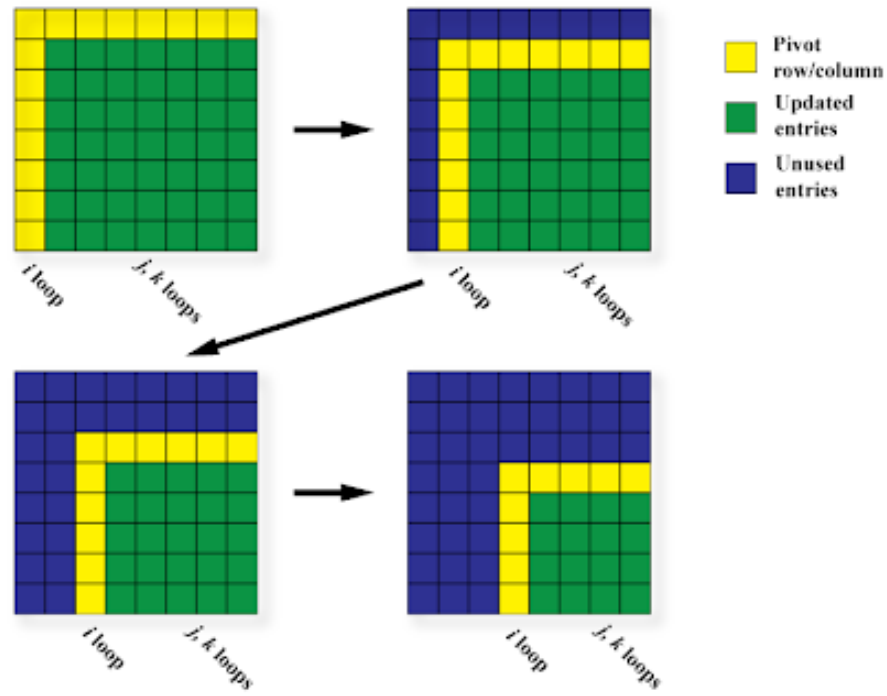 Pivot
row/column
Updated
entries
Unused
entries
i loop
j, k loops
i loop
j, k loops
i loop
j, k loops
i loop
j, k loops